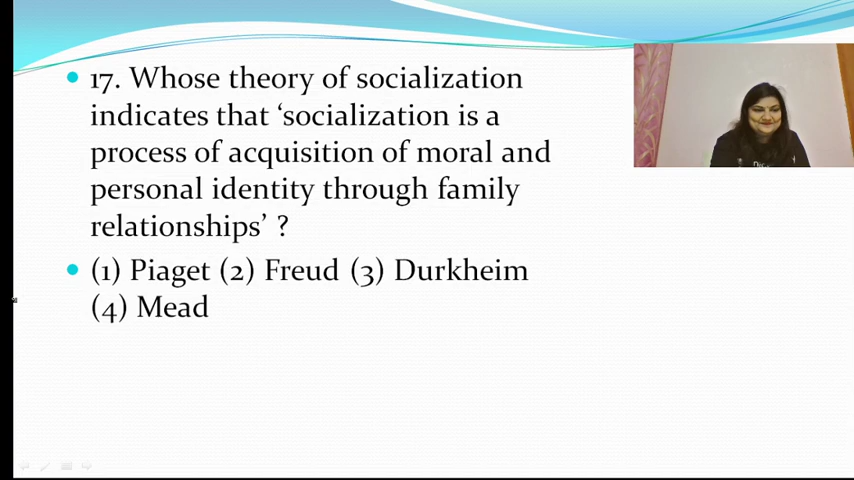 17. Whose theory of socialization
indicates that ‘socialization is a
process of acquisition of moral and
personal identity through family
relationships’ ?
(1) Piaget (2) Freud (3) Durkheim
(4) Mead